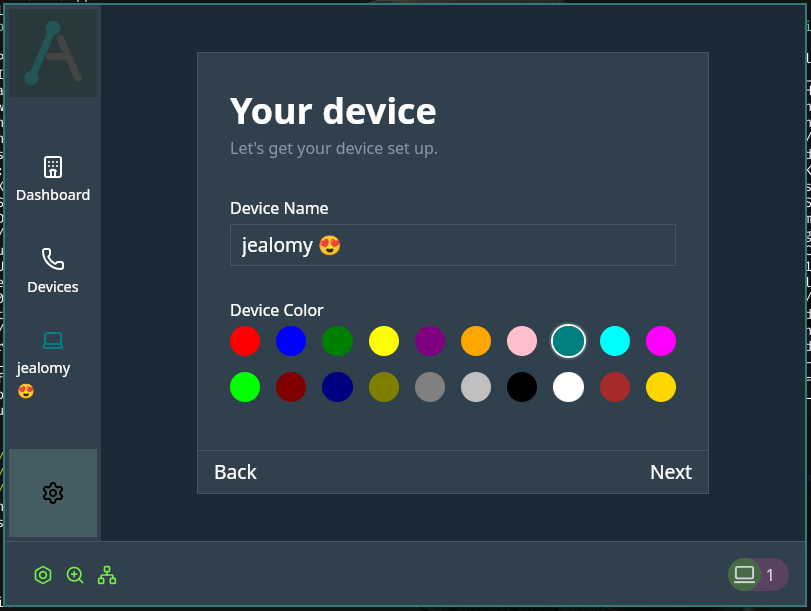 Dashboard
Devices
jealomy
😍
Your device
Let's get your device set up.
Device Name
jealomy 😍
Device Color
Back
Next
1